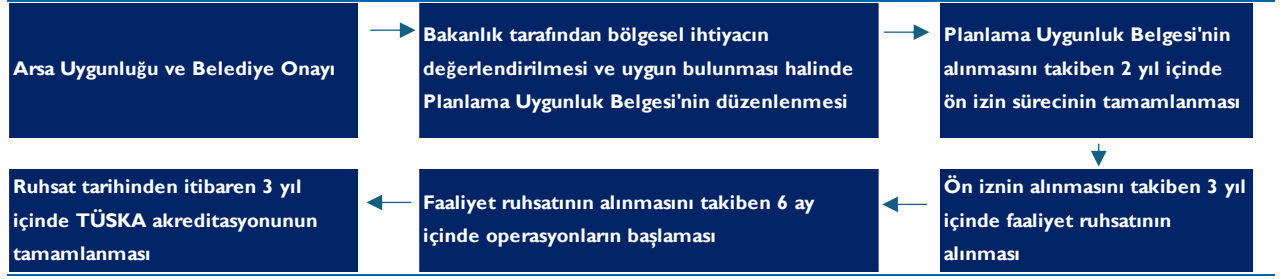 Arsa Uygunluğu ve Belediye Onayı
Bakanlık tarafından bölgesel ihtiyacın
değerlendirilmesi ve uygun bulunması halinde
Planlama Uygunluk Belgesi'nin düzenlenmesi
Planlama Uygunluk Belgesi'nin
alınmasını takiben 2 yıl içinde
ön izin sürecinin tamamlanması
Ön iznin alınmasını takiben 3 yıl
içinde faaliyet ruhsatının
alınması
Faaliyet ruhsatının alınmasını takiben 6 ay
içinde operasyonların başlaması
Ruhsat tarihinden itibaren 3 yıl
içinde TÜSKA akreditasyonunun
tamamlanması